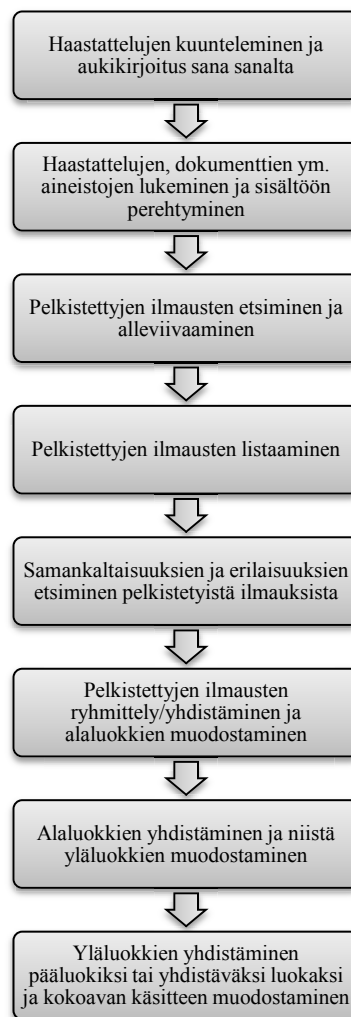 Haastattelujen kuunteleminen ja
aukikirjoitus sana sanalta
Haastattelujen, dokumenttien ym.
aineistojen lukeminen ja sisältöön
perehtyminen
Pelkistettyjen ilmausten etsiminen ja
alleviivaaminen
Pelkistettyjen ilmausten listaaminen
Samankaltaisuuksien ja erilaisuuksien
etsiminen pelkistetyistä ilmauksista
Pelkistettyjen ilmausten
ryhmittely/yhdistäminen ja
alaluokkien muodostaminen
Alaluokkien yhdistäminen ja niistä
yläluokkien muodostaminen
Yläluokkien yhdistäminen
pääluokiksi tai yhdistäväksi luokaksi
ja kokoavan käsitteen muodostaminen